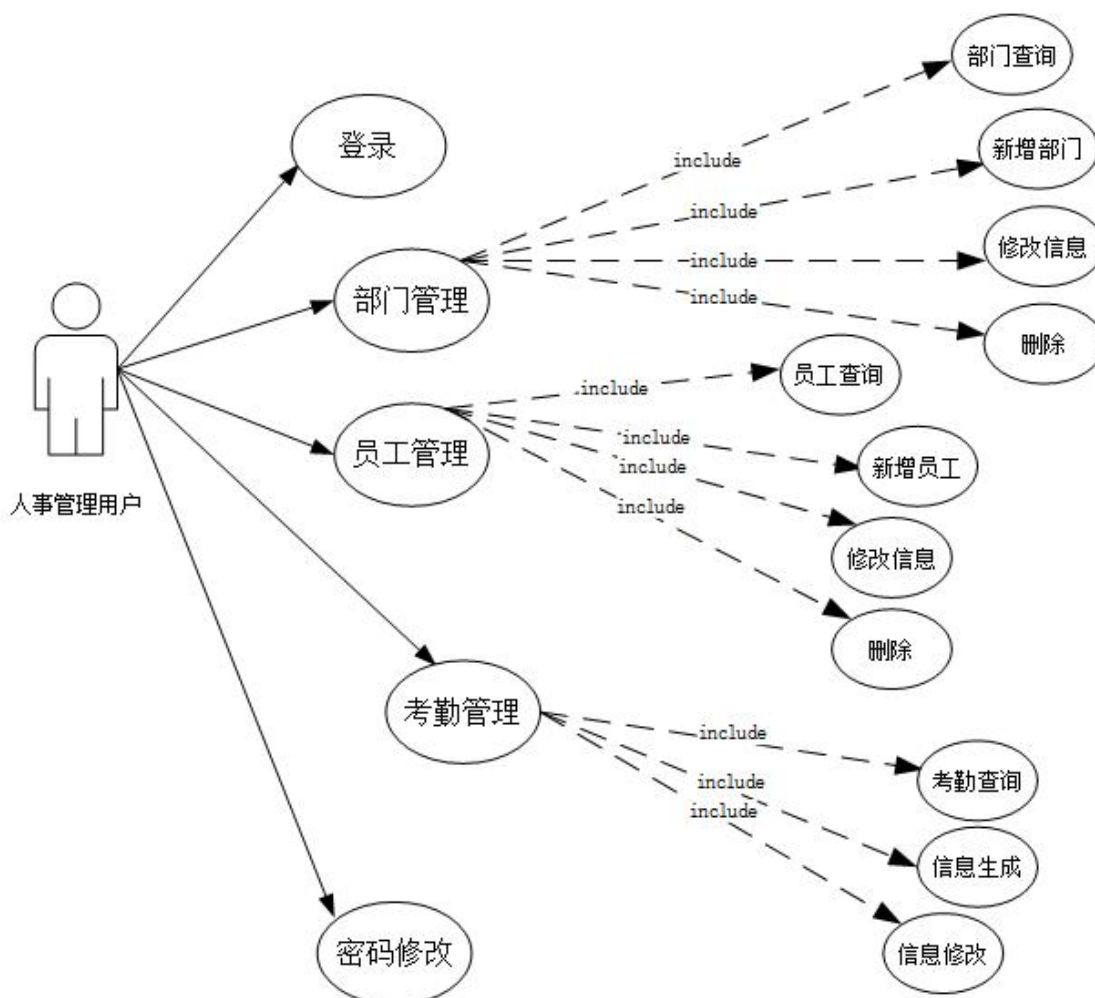 部门查询
登录
新增部门
include
include
修改信息
include
部门管理
include
删除
员工查询
include
员工管理
include
新增员工
include
人事管理用户
include
修改信息
删除
考勤管理
include
考勤查询
include
include
信息生成
密码修改
信息修改